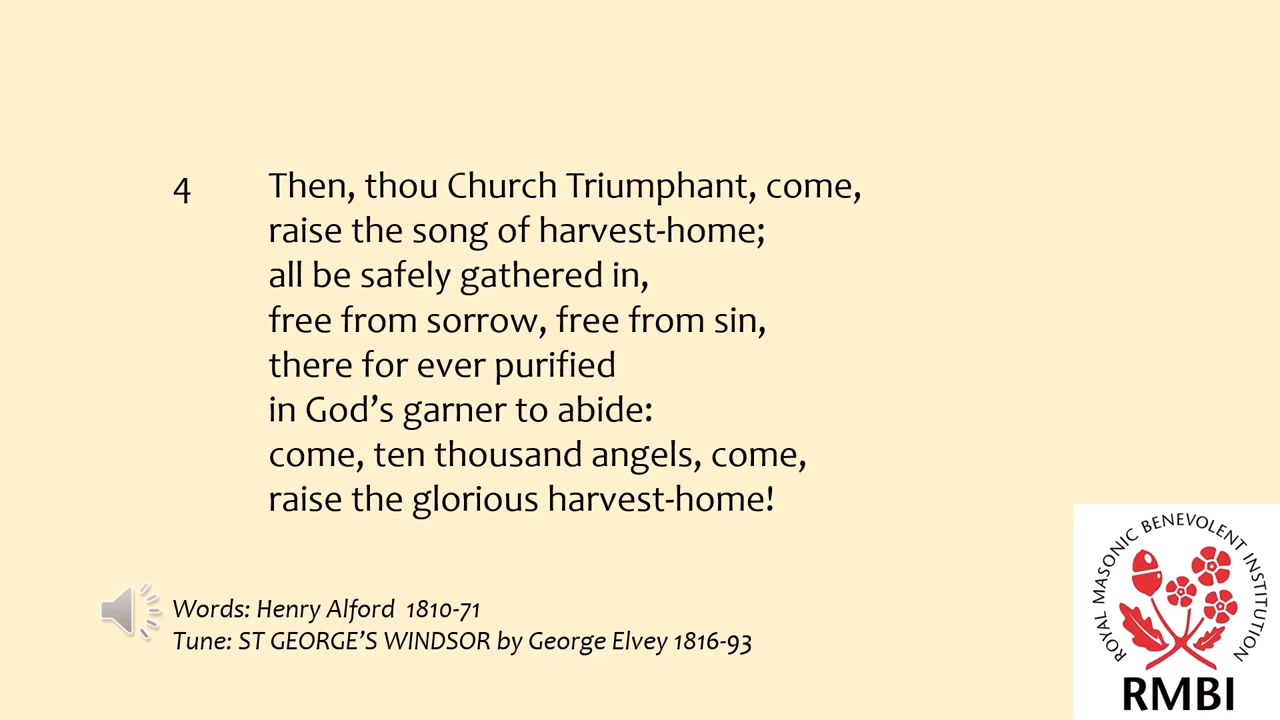 4 Then, thou Church Triumphant, come,
raise the song of harvest-home;
all be safely gathered in,
free from sorrow, free from sin,
there for ever purified
in God’s garner to abide:
come, ten thousand angels, come,
raise the glorious harvest-home!
Words: Henry Alford 1810-71
Tune: ST GEORGE’S WINDSOR by George Elvey 1816-93
ROYAL MASONIC BENEVOLENT INSTITUTION
RMBI